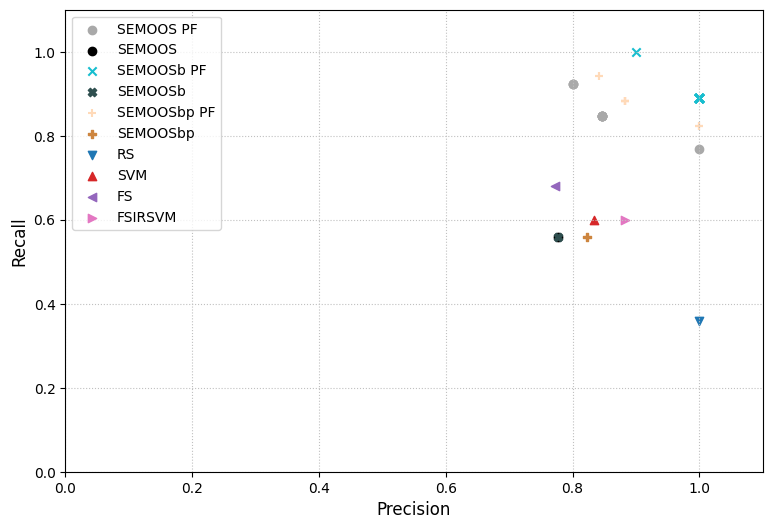 SEMOOS PF
SEMOOS
SEMOOSb PF
SEMOOSb
SEMOOSbp PF
SEMOOSbp
RS
SVM
FS
FSIRSVM
1.0
0.8
0.6
0.4
0.2
0.0
Recall
0.0 0.2 0.4 0.6 0.8 1.0
Precision